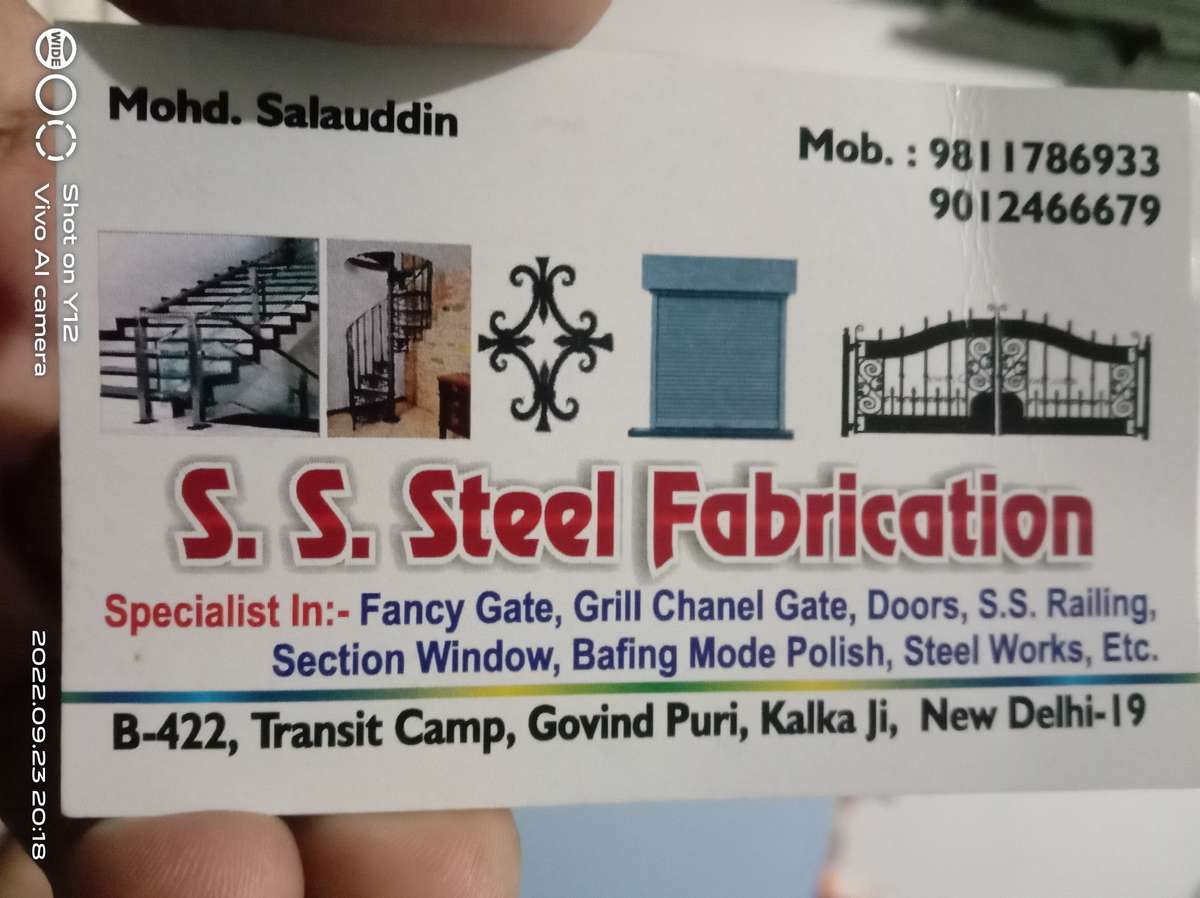 Mohd. Salauddin
Mob. : 9811786933
9012466679
S. S. Steel Fabrication
Specialist In:- Fancy Gate, Grill Chanel Gate, Doors, S.S. Railing,
Section Window, Bafing Mode Polish, Steel Works, Etc.
B-422, Transit Camp, Govind Puri, Kalka Ji, New Delhi-19
WIDE
Shot on Y12
Vivo AI camera
2022.09.23 20:18